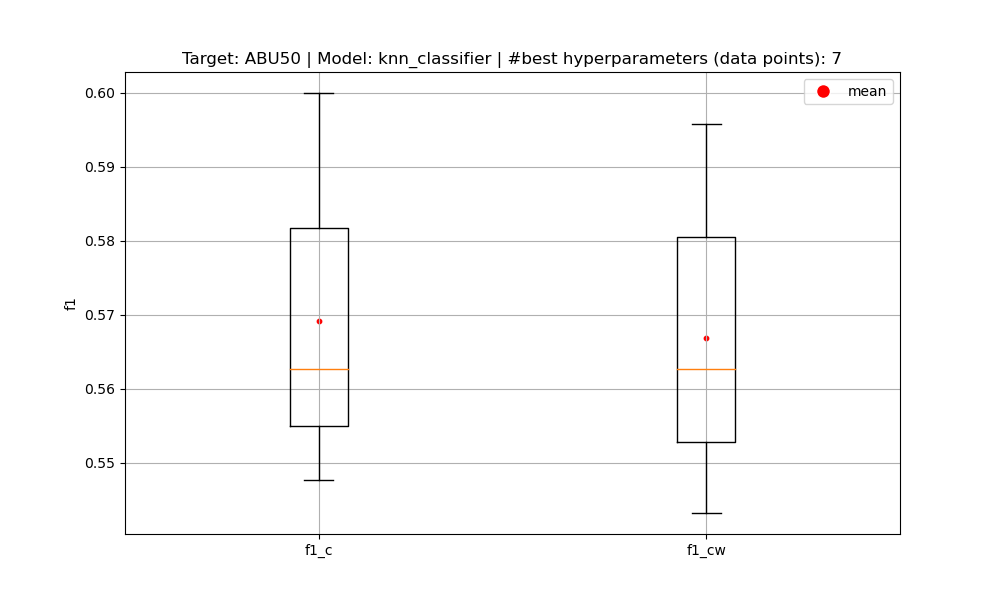 Target: ABU50 | Model: knn_classifier | #best hyperparameters (data points): 7
mean
0.60
0.59
0.58
0.57
0.56
0.55
f1
f1_c
f1_cw